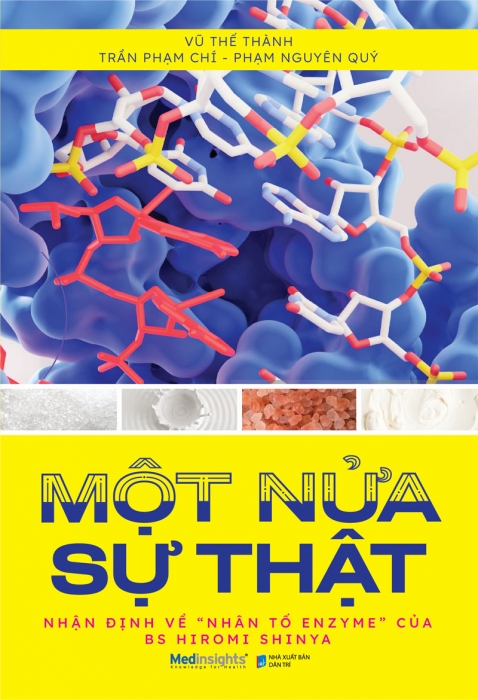 VŨ THẾ THÀNH
TRẦN PHẠM CHÍ - PHẠM NGUYÊN QUÝ
MỘT NỬA
SỰ THẬT
NHẬN ĐỊNH VỀ “NHÂN TỐ ENZYME” CỦA
BS HIROMI SHINYA
Medinsights®
Knowledge for Health
NHÀ XUẤT BẢN
DÂN TRÍ